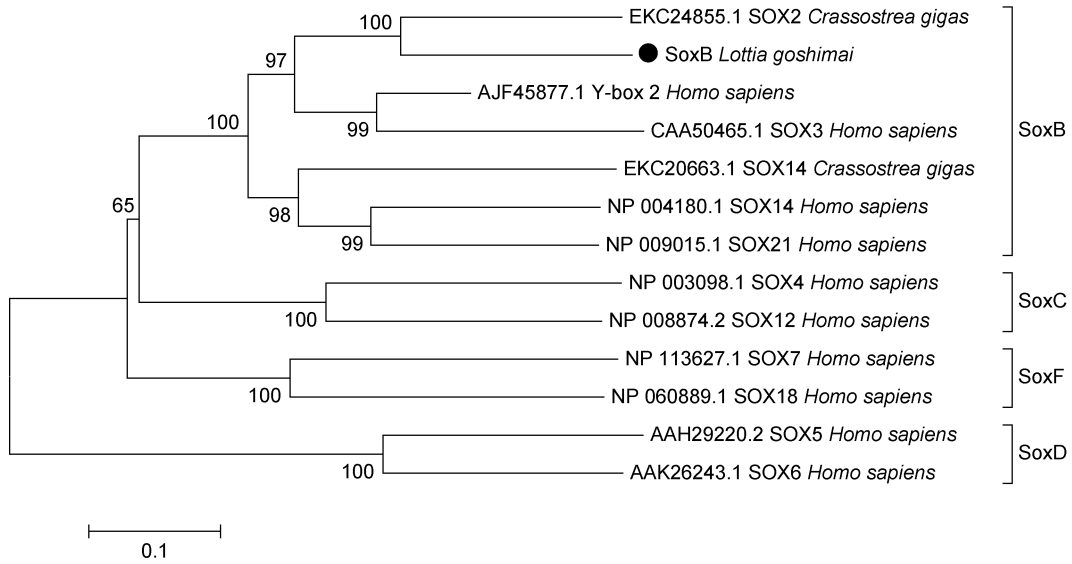 EKC24855.1 SOX2 Crassostrea gigas
100
SoxB Lottia goshimai
97
AJF45877.1 Y-box 2 Homo sapiens
99
CAA50465.1 SOX3 Homo sapiens
SoxB
100
EKC20663.1 SOX14 Crassostrea gigas
65
98
NP 004180.1 SOX14 Homo sapiens
99
NP 009015.1 SOX21 Homo sapiens
NP 003098.1 SOX4 Homo sapiens
SoxC
100
NP 008874.2 SOX12 Homo sapiens
NP 113627.1 SOX7 Homo sapiens
SoxF
100
NP 060889.1 SOX18 Homo sapiens
AAH29220.2 SOX5 Homo sapiens
SoxD
100
AAK26243.1 SOX6 Homo sapiens
0.1